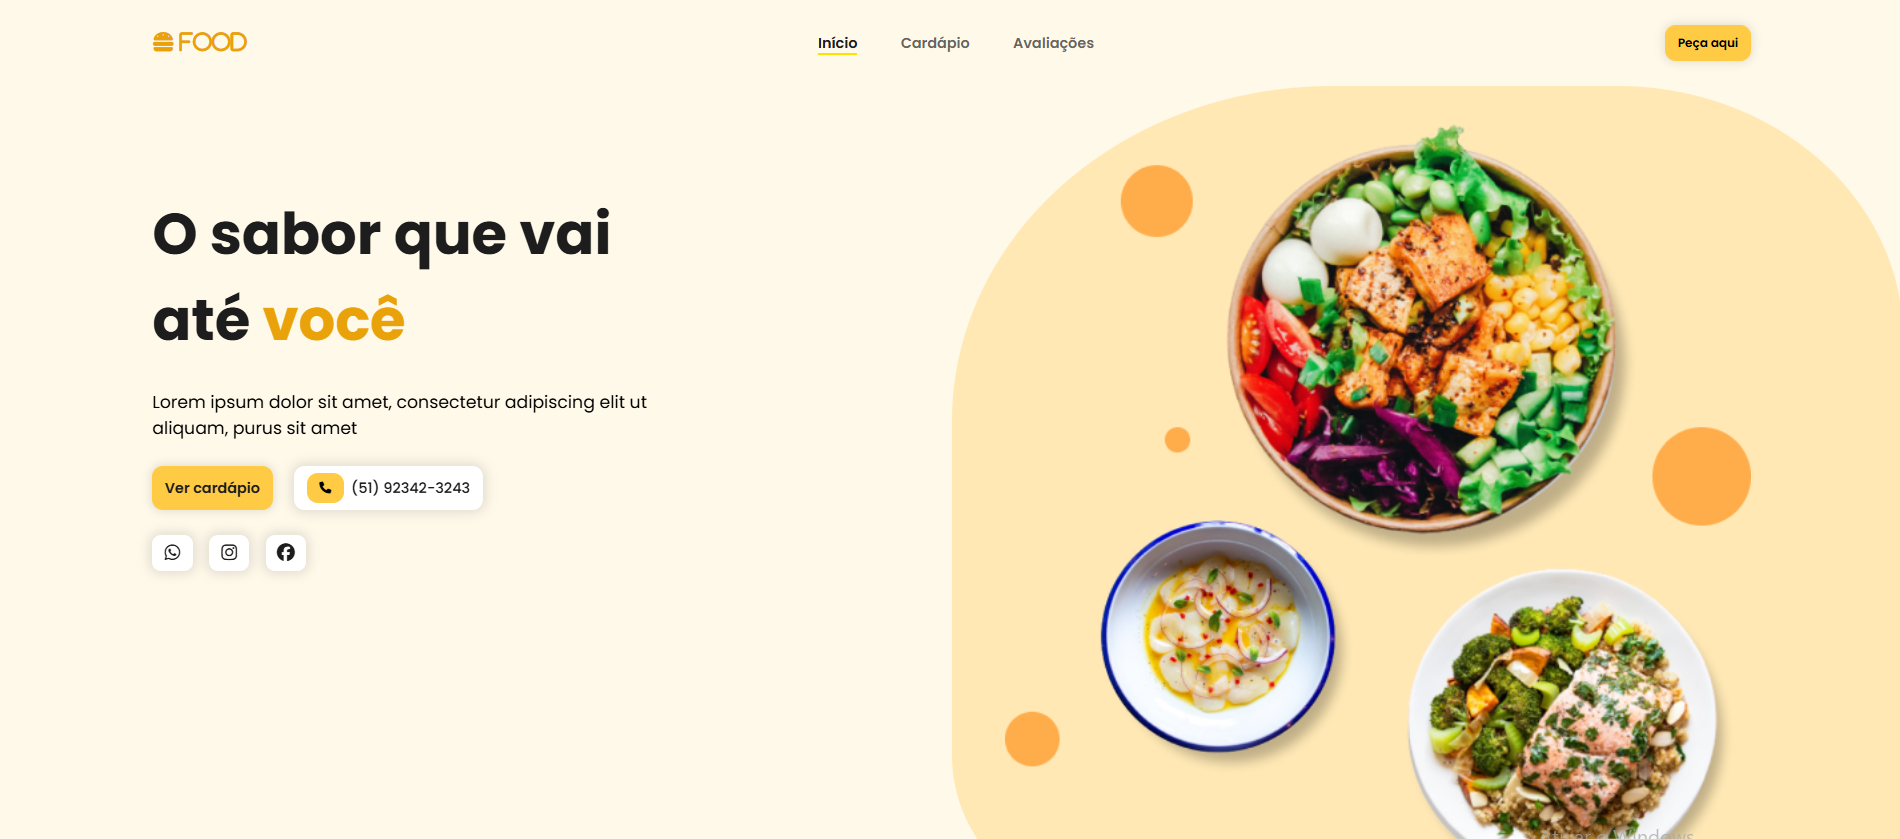 FOOD
Início
Cardápio
Avaliações
Peça aqui
O sabor que vai
até você
Lorem ipsum dolor sit amet, consectetur adipiscing elit ut
aliquam, purus sit amet
Ver cardápio
(51) 92342-3243
Windows